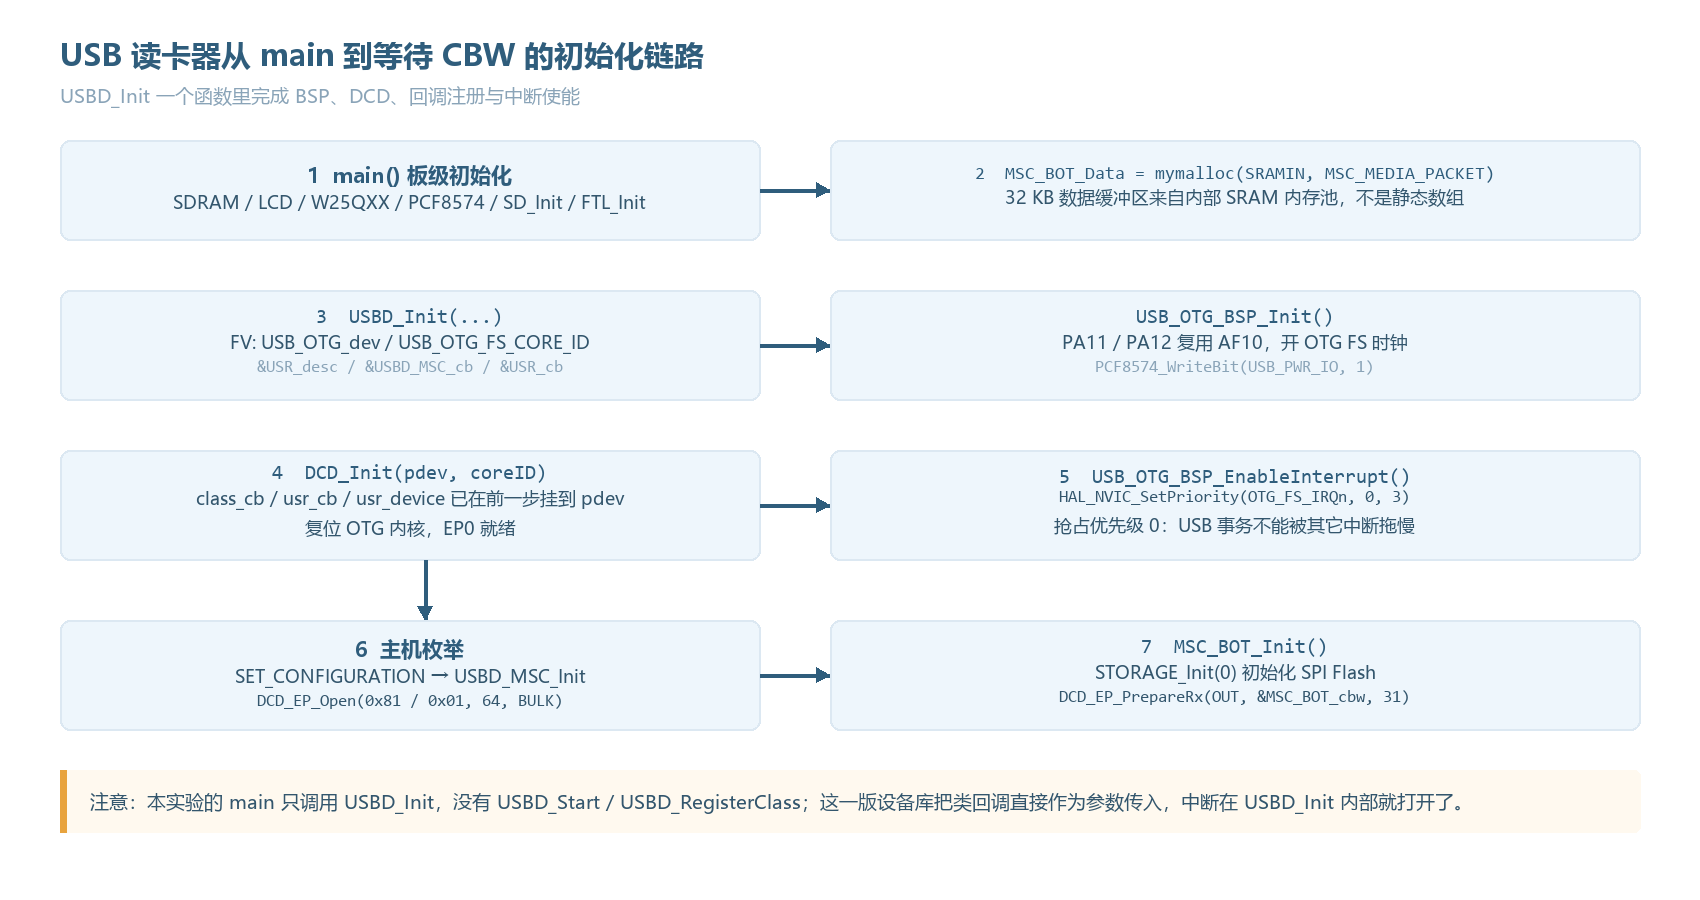 USB 读卡器从 main 到等待 CBW 的初始化链路
USBD_Init 一个函数里完成 BSP、DCD、回调注册与中断使能
1 main() 板级初始化
SDRAM / LCD / W25QXX / PCF8574 / SD_Init / FTL_Init
2 MSC_BOT_Data = mymalloc(SRAMIN, MSC_MEDIA_PACKET)
32 KB 数据缓冲区来自内部 SRAM 内存池，不是静态数组
3 USBD_Init(...)
FV: USB_OTG_dev / USB_OTG_FS_CORE_ID
&USR_desc / &USBD_MSC_cb / &USR_cb
USB_OTG_BSP_Init()
PA11 / PA12 复用 AF10，开 OTG FS 时钟
PCF8574_WriteBit(USB_PWR_IO, 1)
4 DCD_Init(pdev, coreID)
class_cb / usr_cb / usr_device 已在前一步挂到 pdev
复位 OTG 内核，EP0 就绪
5 USB_OTG_BSP_EnableInterrupt()
HAL_NVIC_SetPriority(OTG_FS_IRQn, 0, 3)
抢占优先级 0：USB 事务不能被其它中断拖慢
6 主机枚举
SET_CONFIGURATION → USBD_MSC_Init
DCD_EP_Open(0x81 / 0x01, 64, BULK)
7 MSC_BOT_Init()
STORAGE_Init(0) 初始化 SPI Flash
DCD_EP_PrepareRx(OUT, &MSC_BOT_cbw, 31)
注意：本实验的 main 只调用 USBD_Init，没有 USBD_Start / USBD_RegisterClass；这一版设备库把类回调直接作为参数传入，中断在 USBD_Init 内部就打开了。